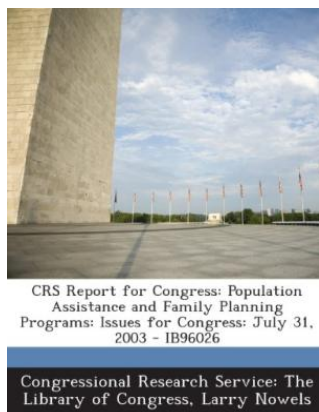 CRS Report for Congress: Population
Assistance and Family Planning
Programs: Issues for Congress: July 31,
2003 - IB96026
Congressional Research Service: The
Library of Congress, Larry Nowels